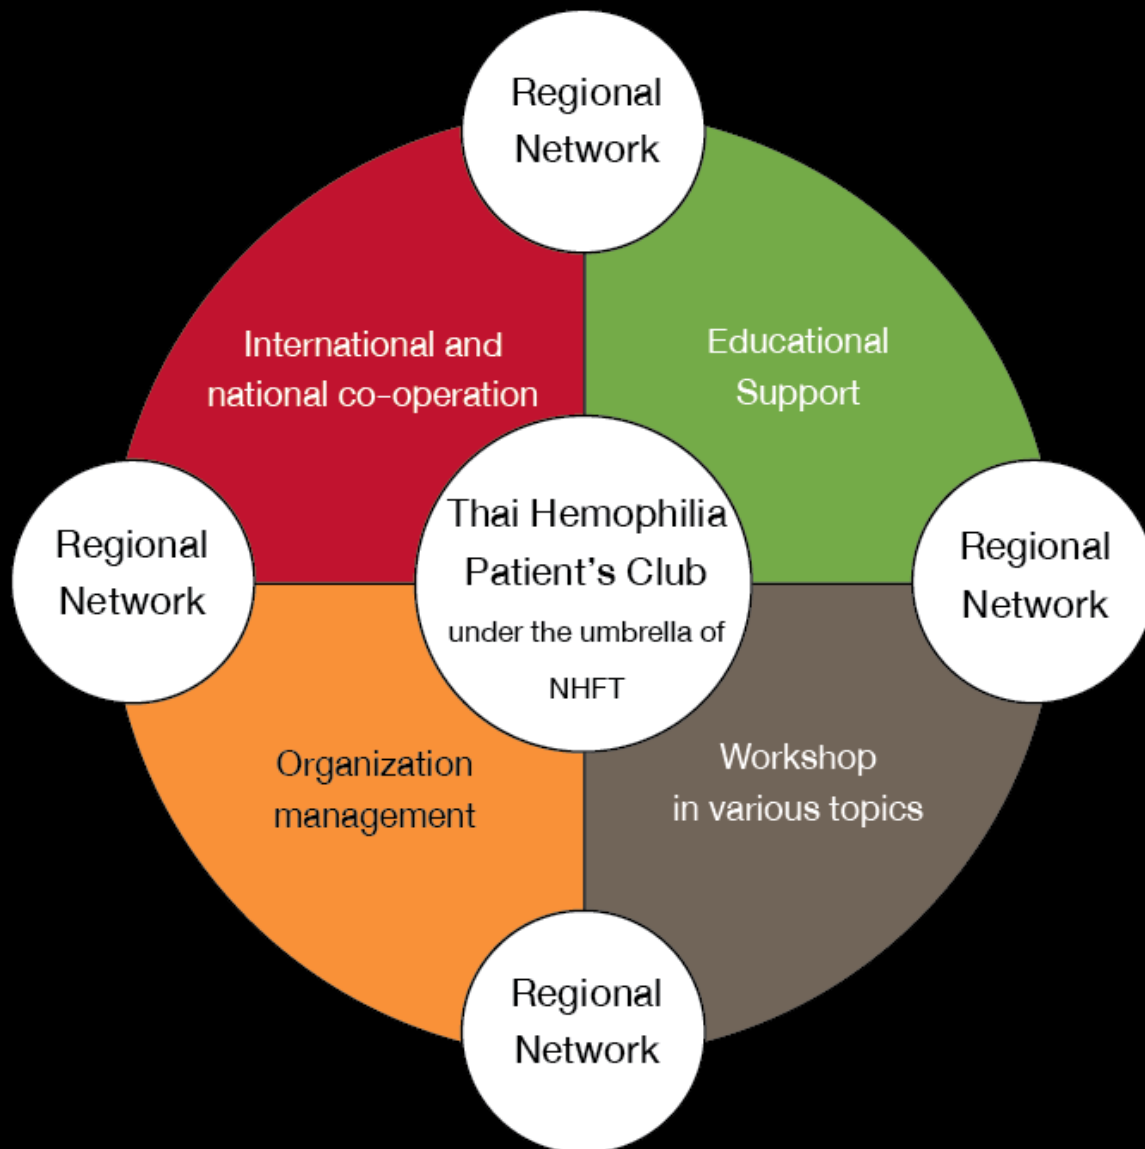 Regional
Network
International and
national co-operation
Educational
Support
Regional
Network
Thai Hemophilia
Patient's Club
under the umbrella of
NHFT
Regional
Network
Organization
management
Workshop
in various topics
Regional
Network